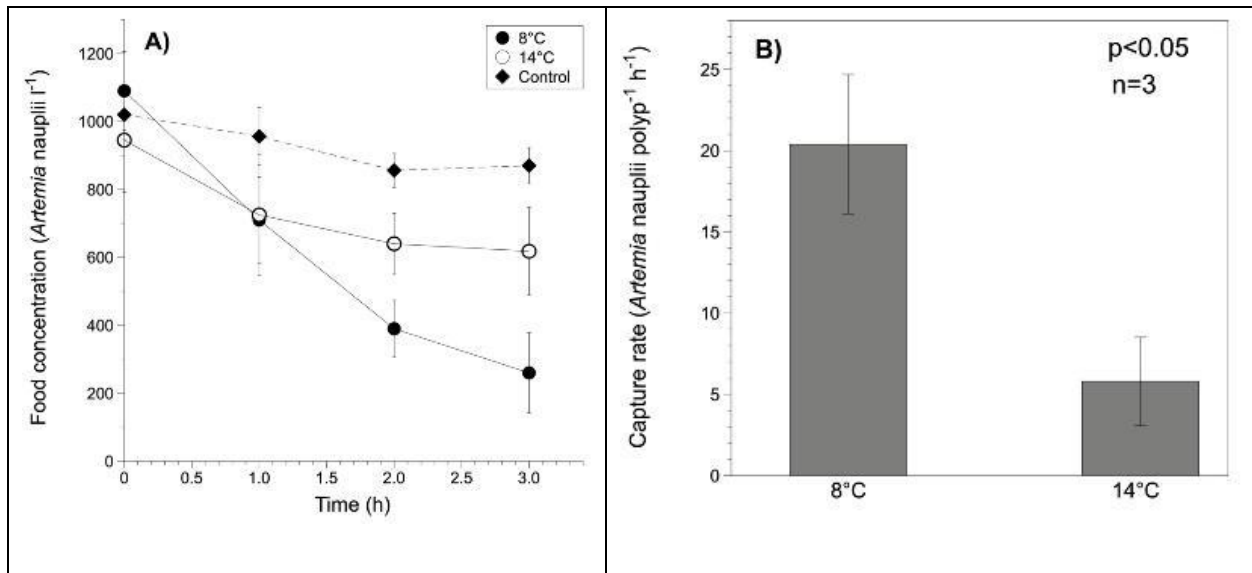 A)
8°C
14°C
Control
Food concentration (Artemia nauplii l⁻¹)
1200
1000
800
600
400
200
0
0 0.5 1.0 1.5 2.0 2.5 3.0
Time (h)
B)
p<0.05
n=3
Capture rate (Artemia nauplii polyp⁻¹ h⁻¹)
25
20
15
10
5
0
8°C 14°C